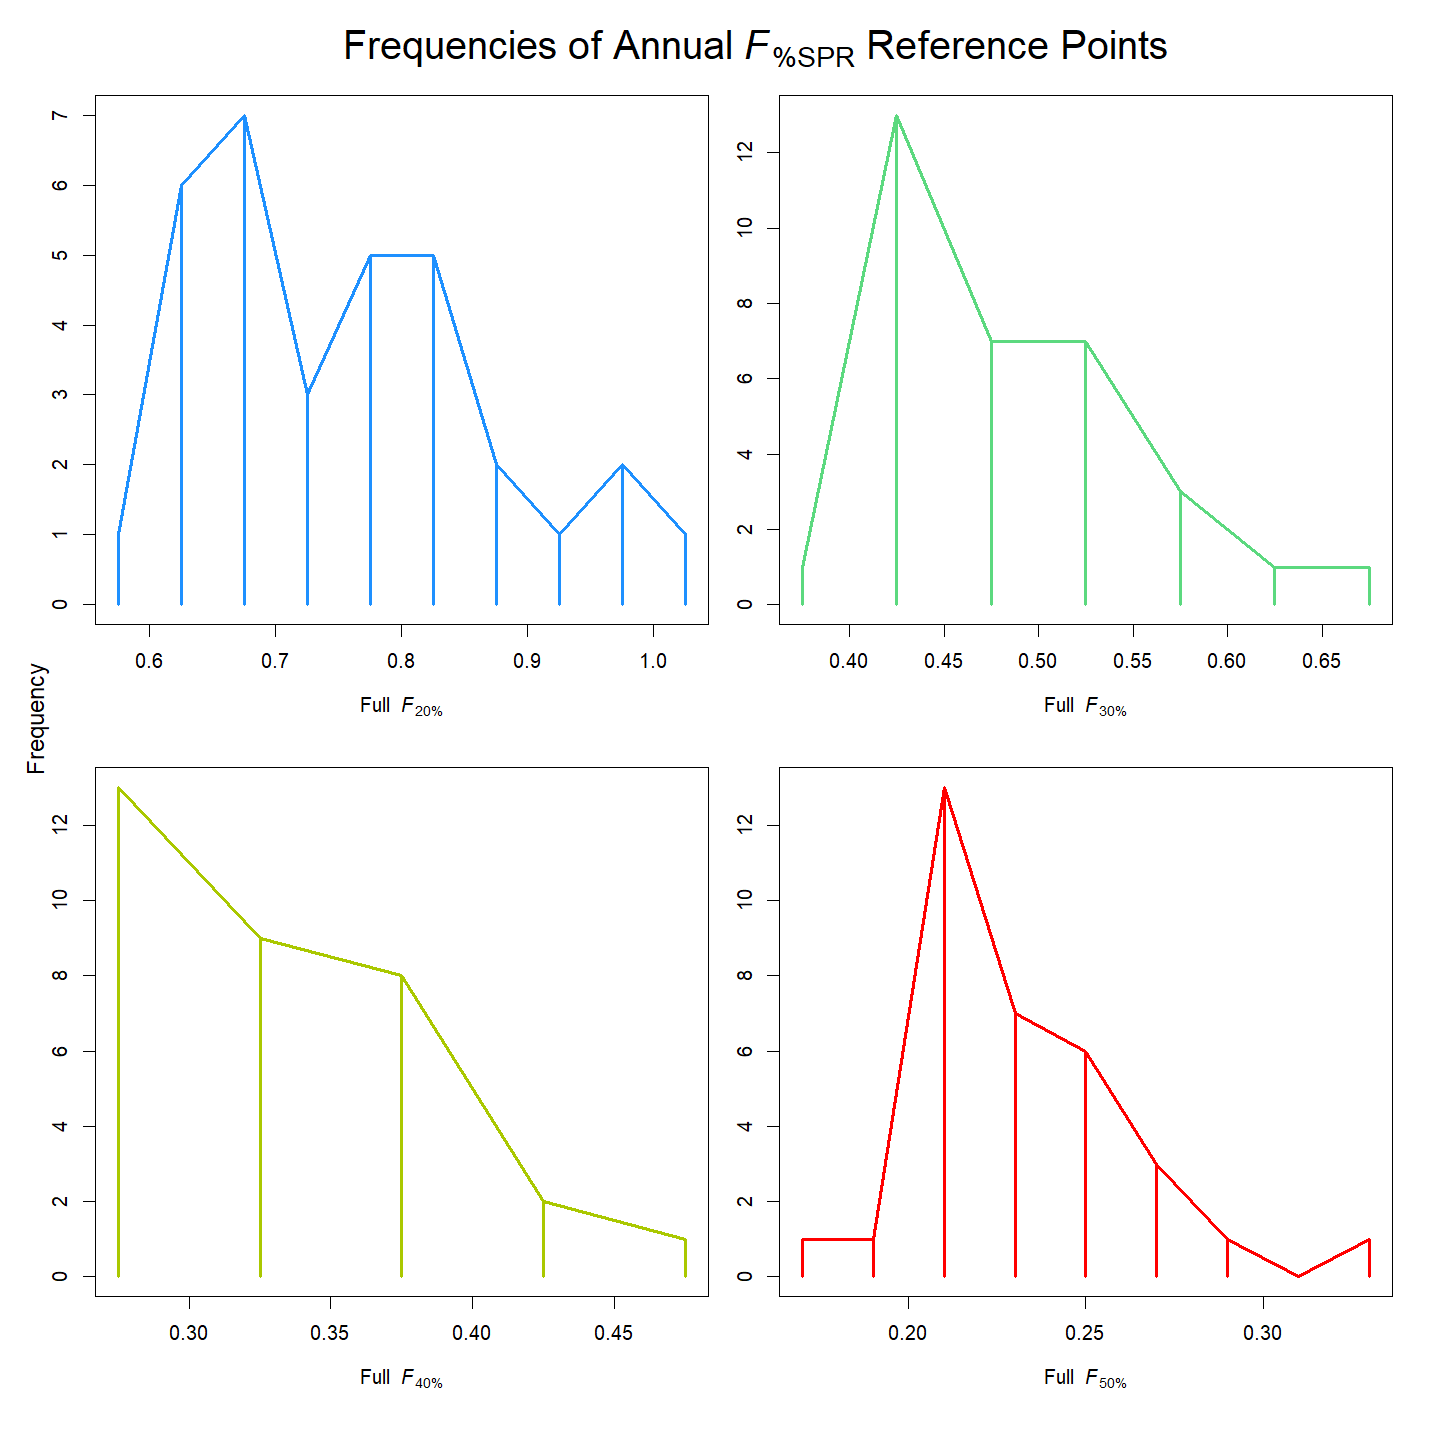 Frequencies of Annual F%SPR Reference Points
Frequency
0 1 2 3 4 5 6 7
0.6 0.7 0.8 0.9 1.0
Full F20%
0 2 4 6 8 10 12
0.40 0.45 0.50 0.55 0.60 0.65
Full F30%
0 2 4 6 8 10 12
0.30 0.35 0.40 0.45
Full F40%
0 2 4 6 8 10 12
0.20 0.25 0.30
Full F50%